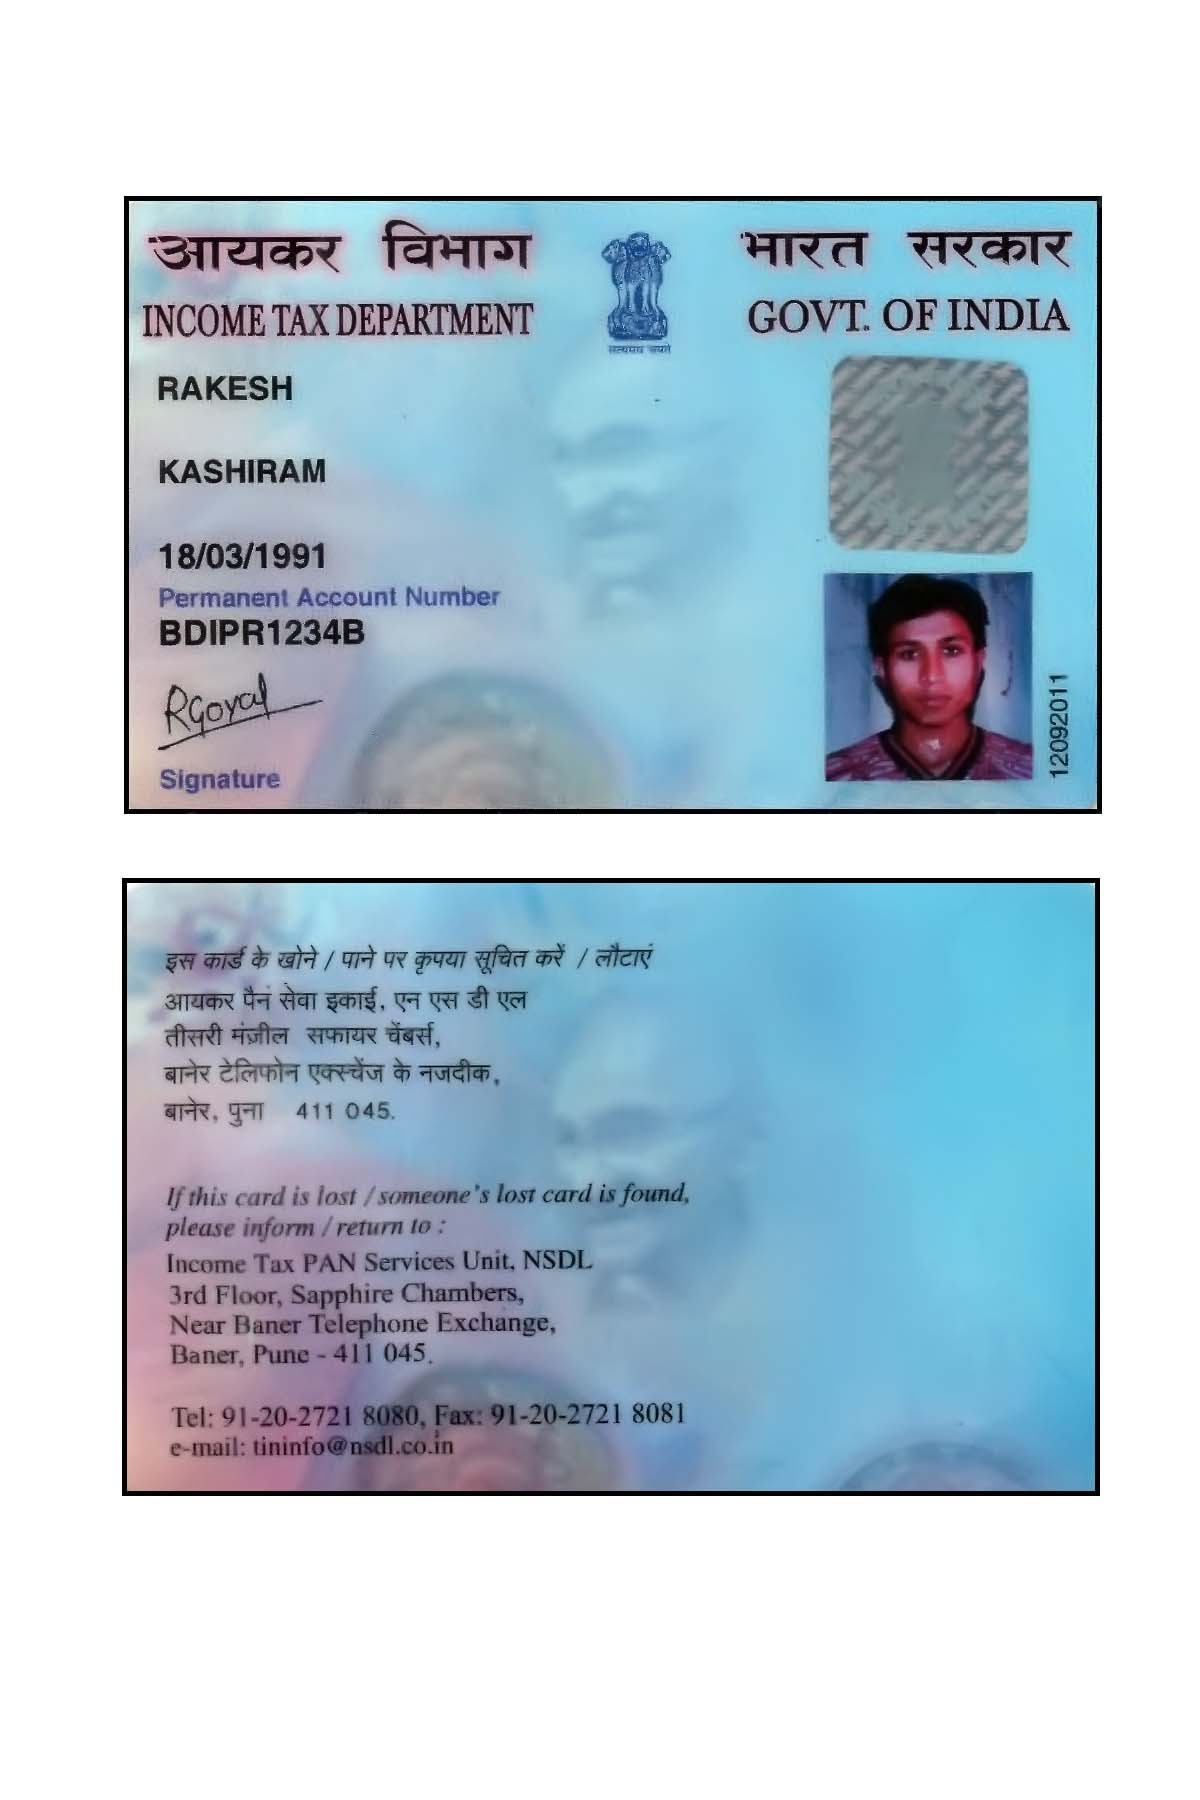 आयकर विभाग
INCOME TAX DEPARTMENT
सत्यमेव जयते
भारत सरकार
GOVT. OF INDIA
RAKESH
KASHIRAM
18/03/1991
Permanent Account Number
BDIPR1234B
RGoyal
Signature
12092011
इस कार्ड के खोने / पाने पर कृपया सूचित करें / लौटाएं
आयकर पैन सेवा इकाई, एन एस डी एल
तीसरी मंज़ील सफायर चेंबर्स,
बानेर टेलिफोन एक्स्चेंज के नजदीक,
बानेर, पुना 411 045.
If this card is lost / someone's lost card is found,
please inform / return to :
Income Tax PAN Services Unit, NSDL
3rd Floor, Sapphire Chambers,
Near Baner Telephone Exchange,
Baner, Pune - 411 045.
Tel: 91-20-2721 8080, Fax: 91-20-2721 8081
e-mail: tininfo@nsdl.co.in